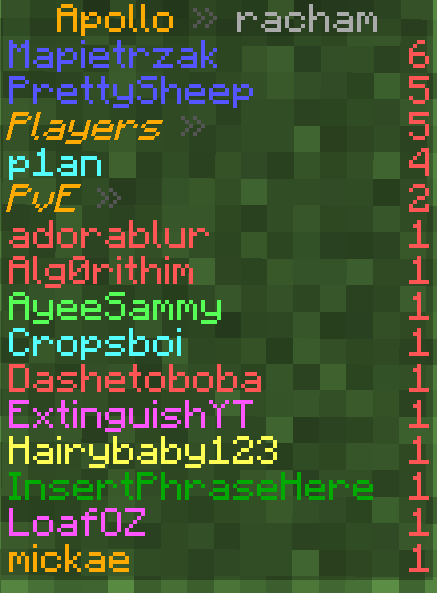 Apollo » racham
Mapietrzak 6
PrettySheep 5
Players » 5
p1an 4
PvE » 2
adorablur 1
Alg0rithim 1
AyeeSammy 1
Cropsboi 1
Dashetoboba 1
ExtinguishYT 1
Hairybaby123 1
InsertPhraseHere 1
LoafOZ 1
mickae 1